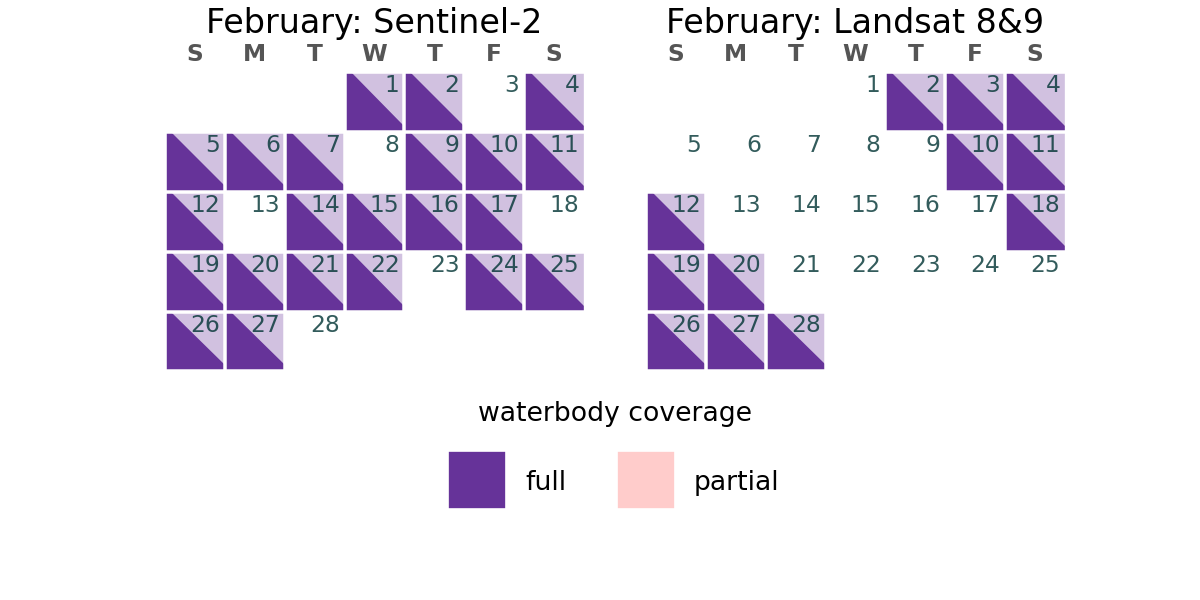 February: Sentinel-2
S M T W T F S
1 2 3 4
5 6 7 8 9 10 11
12 13 14 15 16 17 18
19 20 21 22 23 24 25
26 27 28
February: Landsat 8&9
S M T W T F S
1 2 3 4
5 6 7 8 9 10 11
12 13 14 15 16 17 18
19 20 21 22 23 24 25
26 27 28
waterbody coverage
full partial